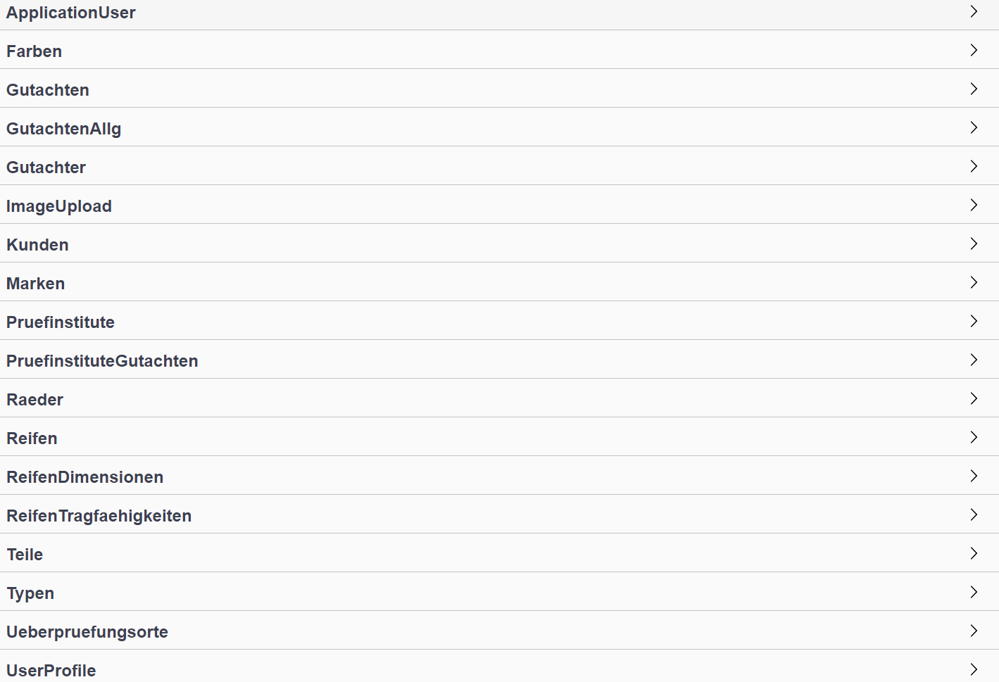 ApplicationUser
Farben
Gutachten
GutachtenAllg
Gutachter
ImageUpload
Kunden
Marken
Pruefinstitute
PruefinstituteGutachten
Raeder
Reifen
ReifenDimensionen
ReifenTragfaehigkeiten
Teile
Typen
Ueberpruefungsorte
UserProfile